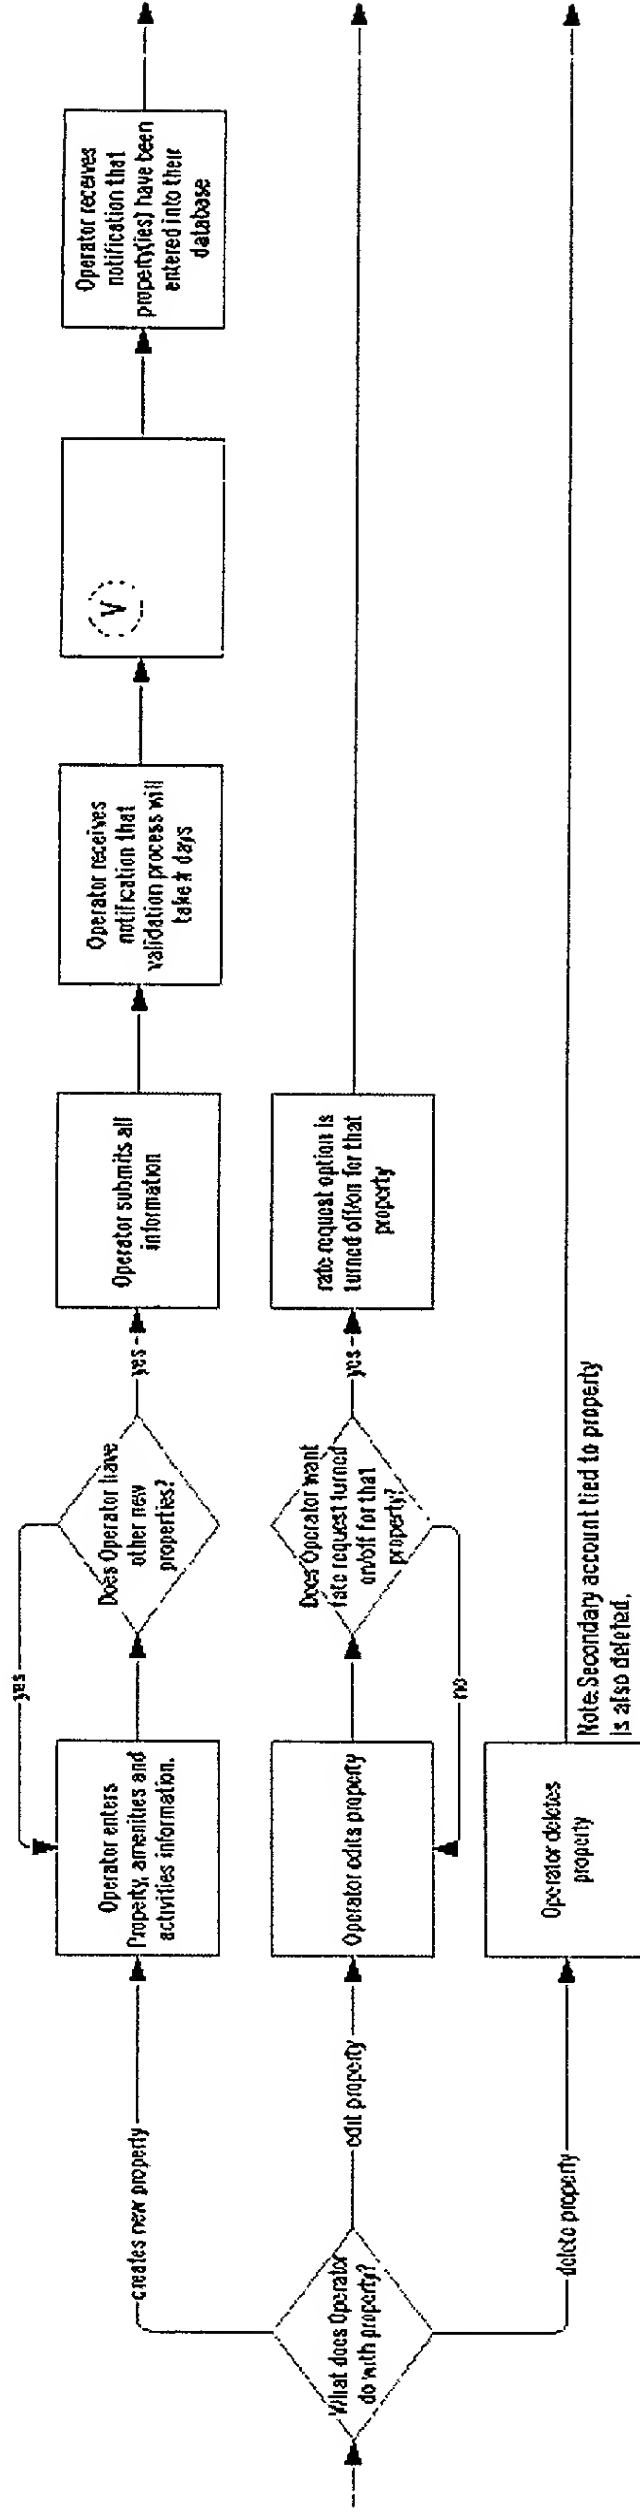 What does Operator
do with property?
creates new property
edit property
delete property
Operator enters
Property, amenities and
activities information.
yes
Does Operator have
other new
properties?
yes
Operator submits all
information
Operator receives
notification that
validation process will
take # days
V
Operator receives
notification that
property(ies) have been
entered into their
database
Operator edits property
no
Does Operator want
rate request turned
on/off for that
property?
yes
rate request option is
turned off/on for that
property
Operator deletes
property
Note: Secondary account tied to property
is also deleted.